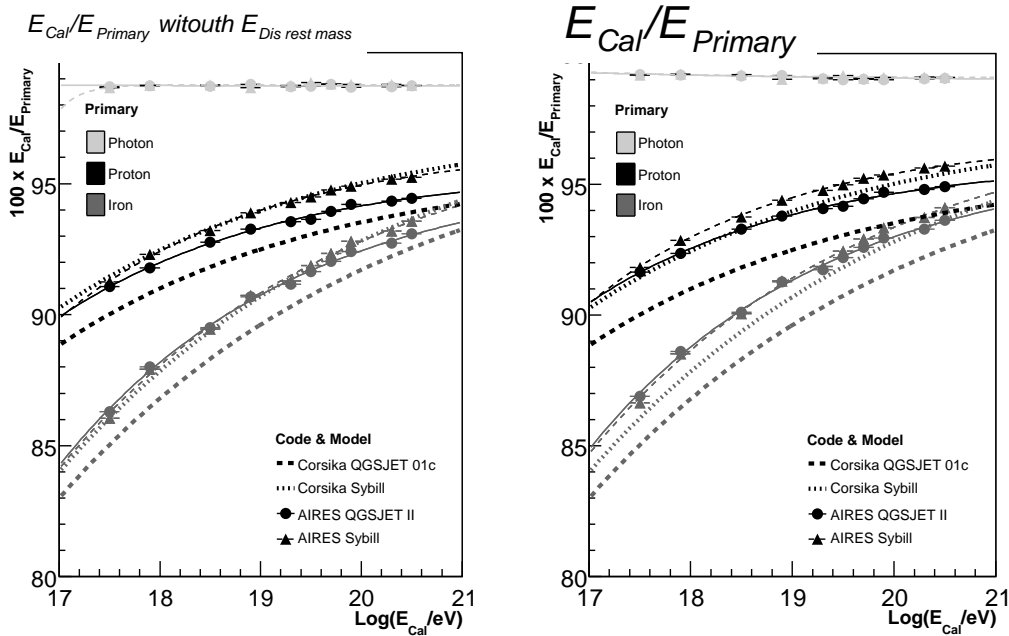 E_Cal/E_Primary witouth E_Dis rest mass
100 x E_Cal/E_Primary
Primary
Photon
Proton
Iron
95
90
85
80
Code & Model
Corsika QGSJET 01c
Corsika Sybill
AIRES QGSJET II
AIRES Sybill
17 18 19 20 21
Log(E_Cal/eV)
E_Cal/E_Primary
100 x E_Cal/E_Primary
Primary
Photon
Proton
Iron
95
90
85
80
Code & Model
Corsika QGSJET 01c
Corsika Sybill
AIRES QGSJET II
AIRES Sybill
17 18 19 20 21
Log(E_Cal/eV)